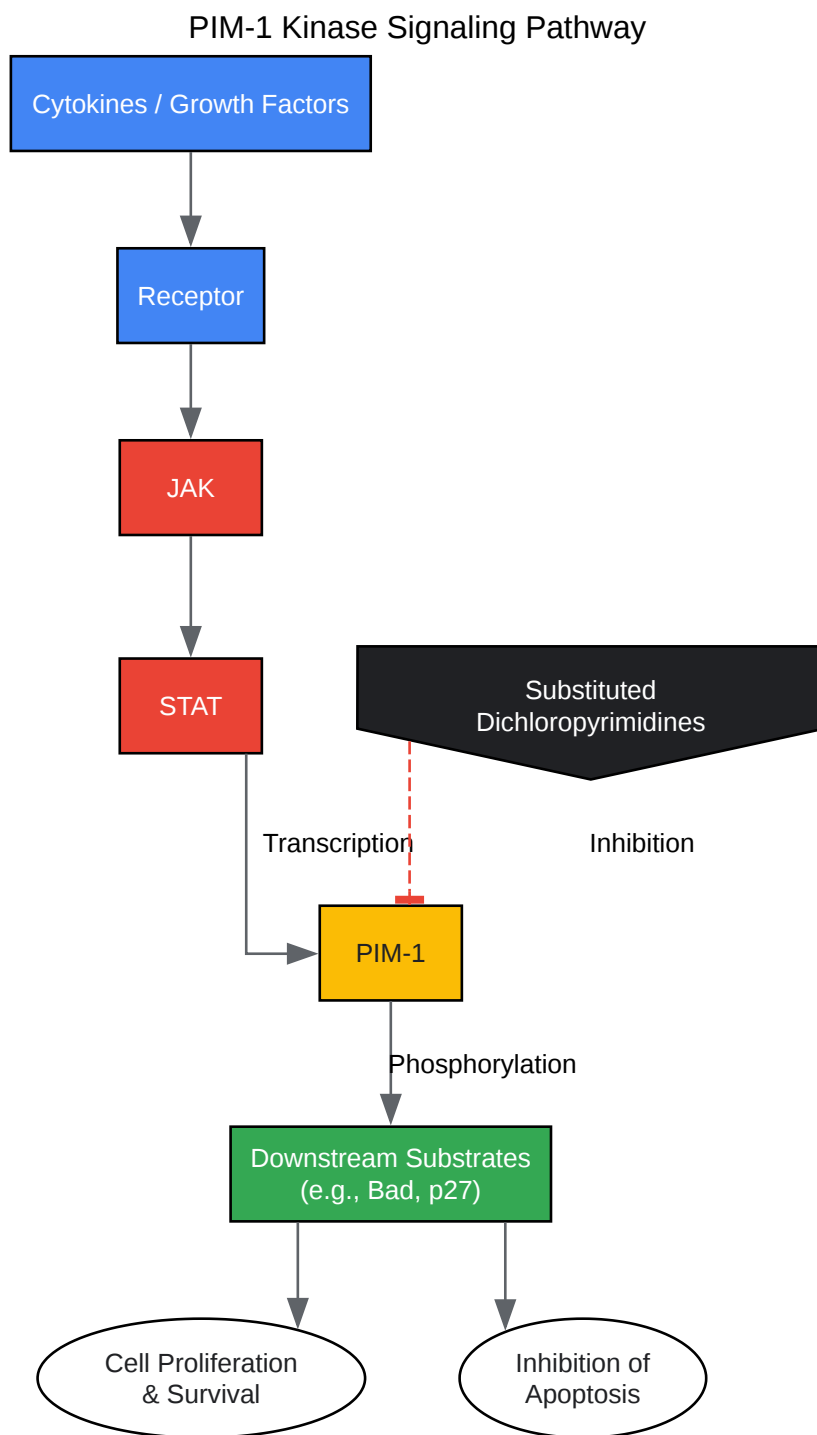 PIM-1 Kinase Signaling Pathway
Cytokines / Growth Factors
Receptor
JAK
STAT
Substituted
Dichloropyrimidines
Transcription
Inhibition
PIM-1
Phosphorylation
Downstream Substrates
(e.g., Bad, p27)
Cell Proliferation
& Survival
Inhibition of
Apoptosis